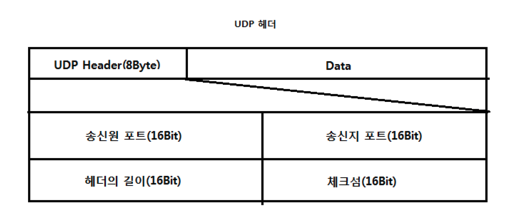 UDP 헤더
UDP Header(8Byte) Data
송신원 포트(16Bit) 송신지 포트(16Bit)
헤더의 길이(16Bit) 체크섬(16Bit)